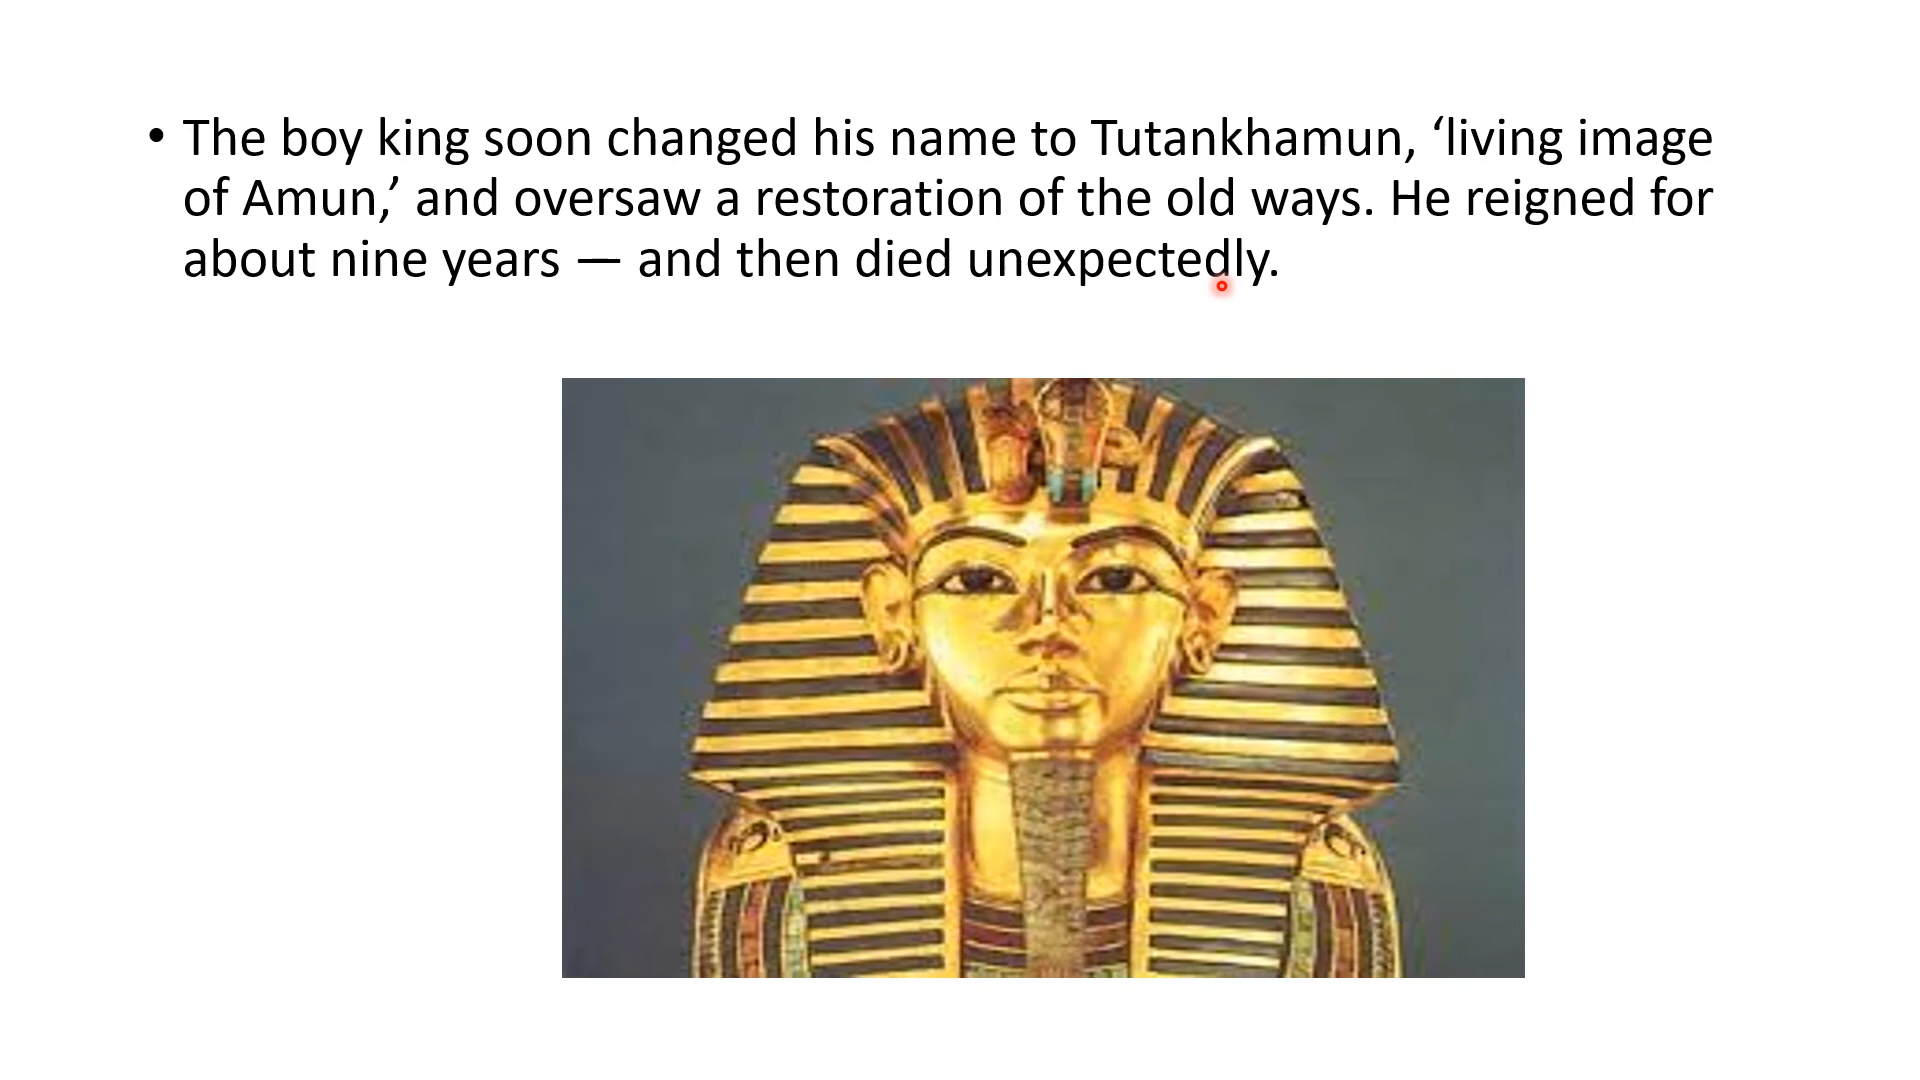 • The boy king soon changed his name to Tutankhamun, ‘living image
of Amun,’ and oversaw a restoration of the old ways. He reigned for
about nine years — and then died unexpectedly.